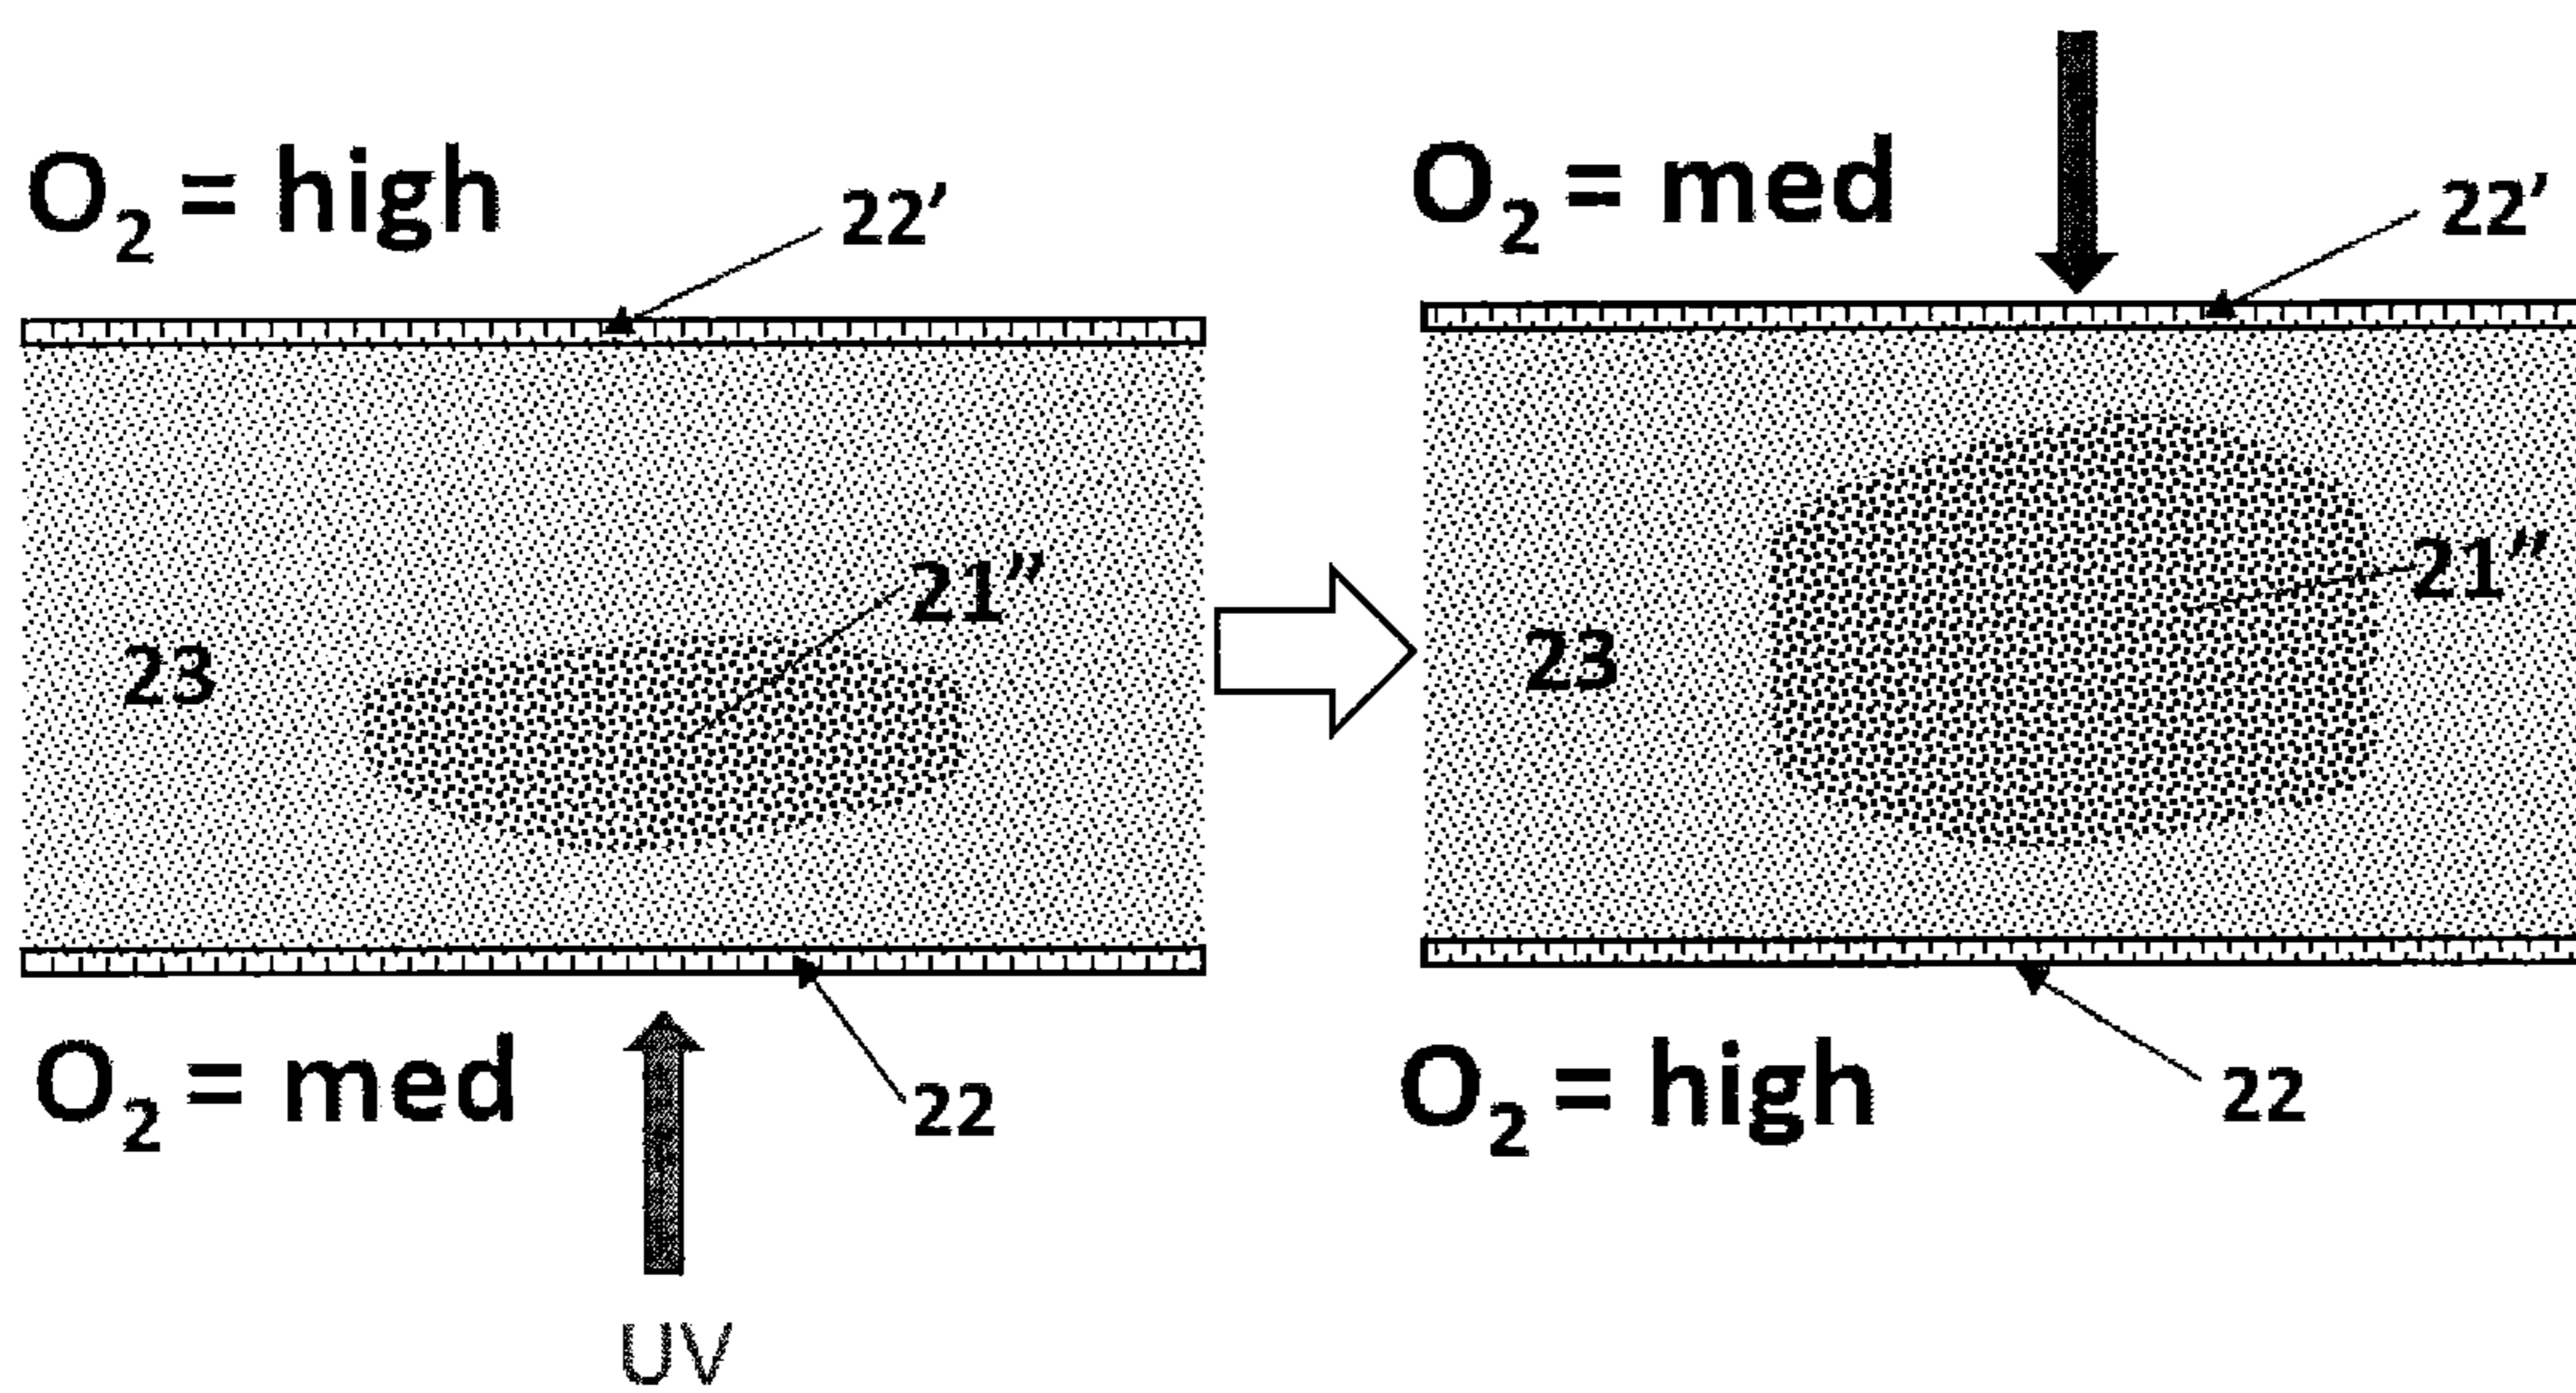 O₂ = high
22’
23
21”
O₂ = med
22
UV
O₂ = med
22’
23
21”
O₂ = high
22